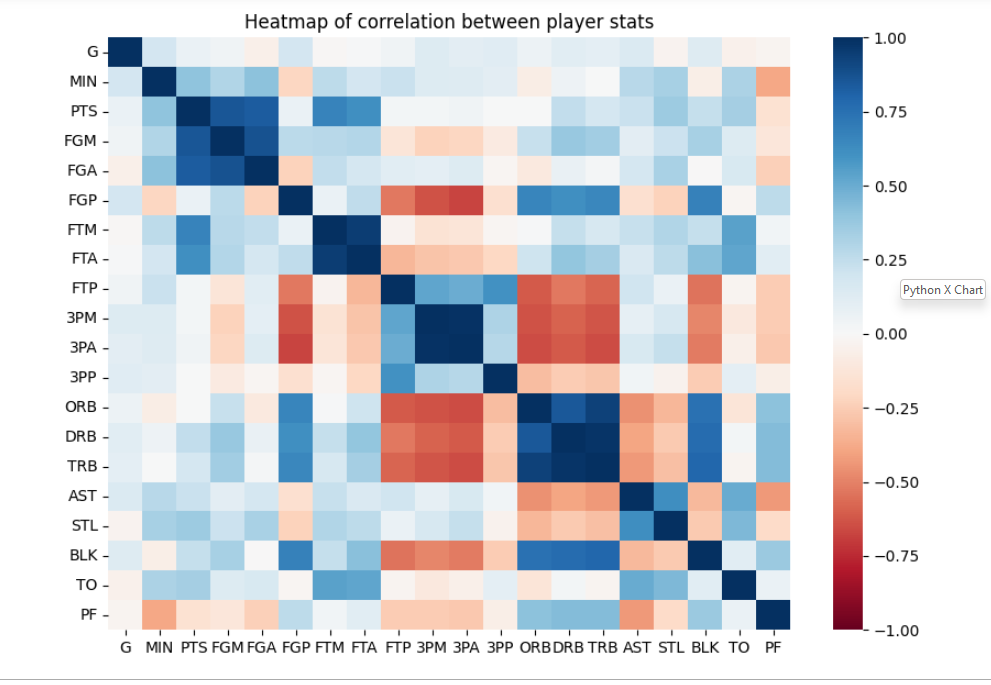 Heatmap of correlation between player stats
G
MIN
PTS
FGM
FGA
FGP
FTM
FTA
FTP
3PM
3PA
3PP
ORB
DRB
TRB
AST
STL
BLK
TO
PF
G MIN PTS FGM FGA FGP FTM FTA FTP 3PM 3PA 3PP ORB DRB TRB AST STL BLK TO PF
1.00
0.75
0.50
0.25
0.00
−0.25
−0.50
−0.75
−1.00
Python X Chart